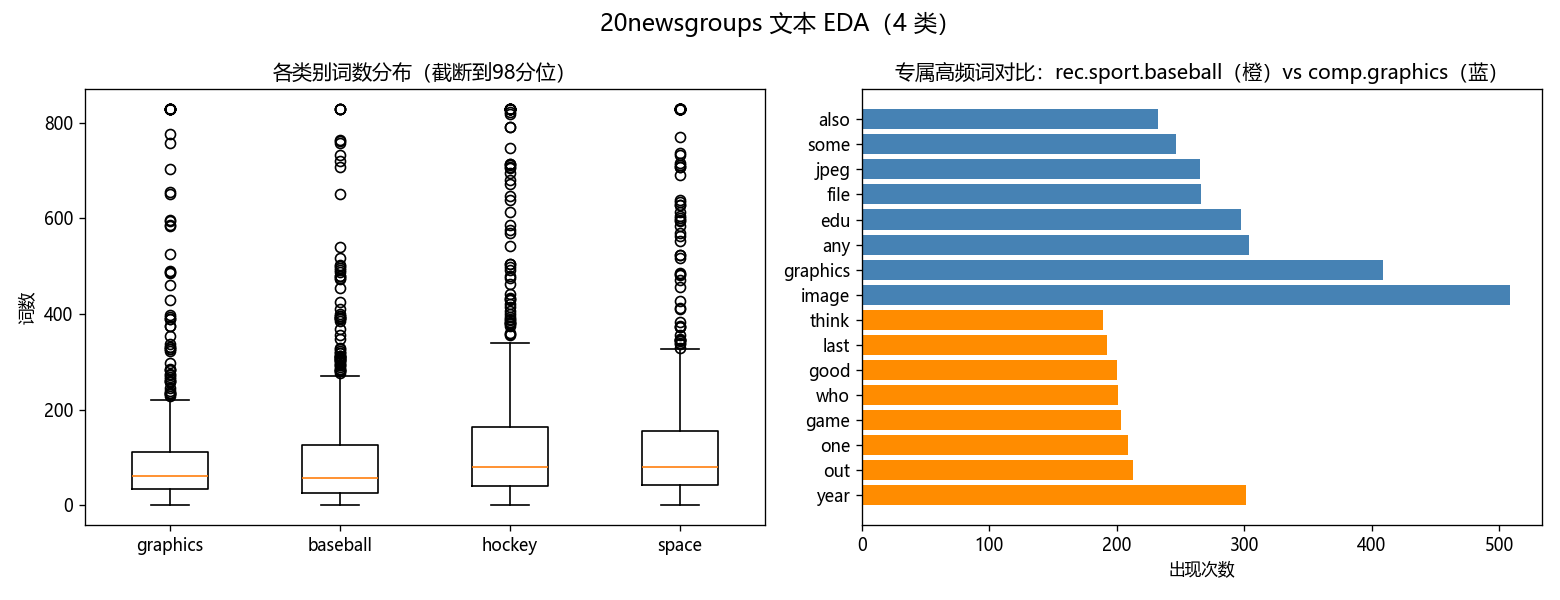 20newsgroups 文本 EDA（4 类）
各类别词数分布（截断到98分位）
词数
800
600
400
200
0
graphics
baseball
hockey
space
专属高频词对比：rec.sport.baseball（橙）vs comp.graphics（蓝）
also
some
jpeg
file
edu
any
graphics
image
think
last
good
who
game
one
out
year
0
100
200
300
400
500
出现次数